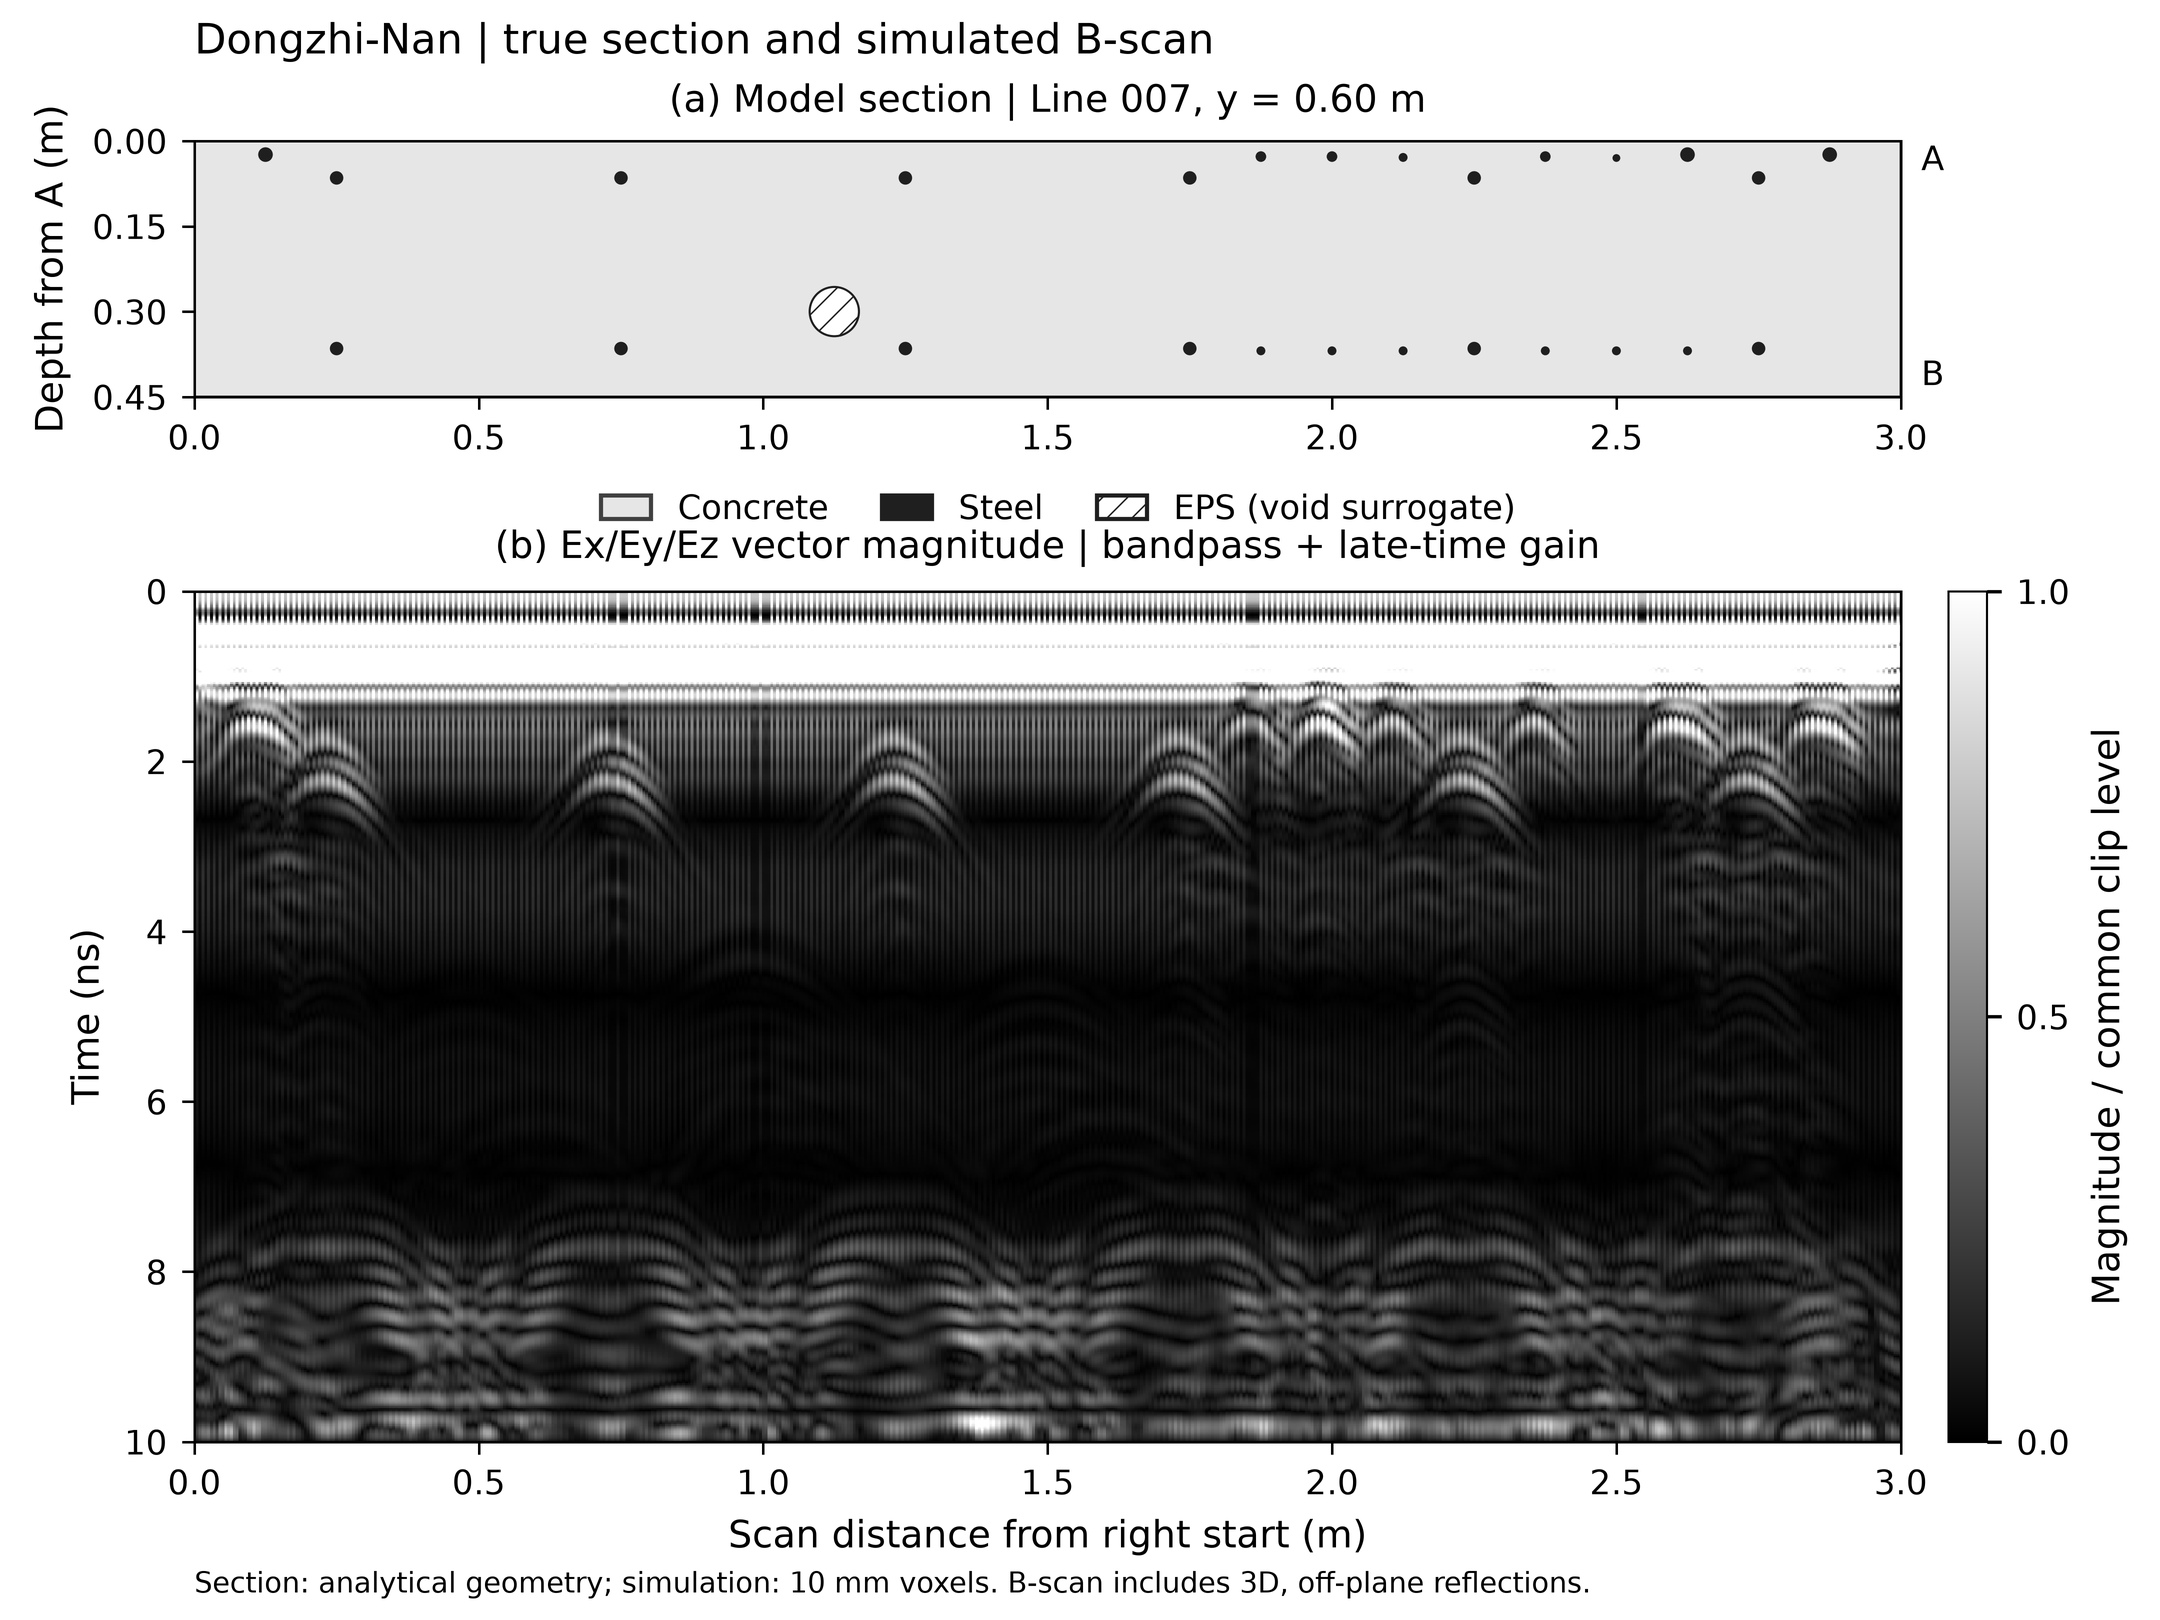 Dongzhi-Nan | true section and simulated B-scan
(a) Model section | Line 007, y = 0.60 m
Depth from A (m)
0.00
0.15
0.30
0.45
A
B
0.0 0.5 1.0 1.5 2.0 2.5 3.0
Concrete Steel EPS (void surrogate)
(b) Ex/Ey/Ez vector magnitude | bandpass + late-time gain
Time (ns)
0
2
4
6
8
10
0.0 0.5 1.0 1.5 2.0 2.5 3.0
Scan distance from right start (m)
1.0
0.5
0.0
Magnitude / common clip level
Section: analytical geometry; simulation: 10 mm voxels. B-scan includes 3D, off-plane reflections.